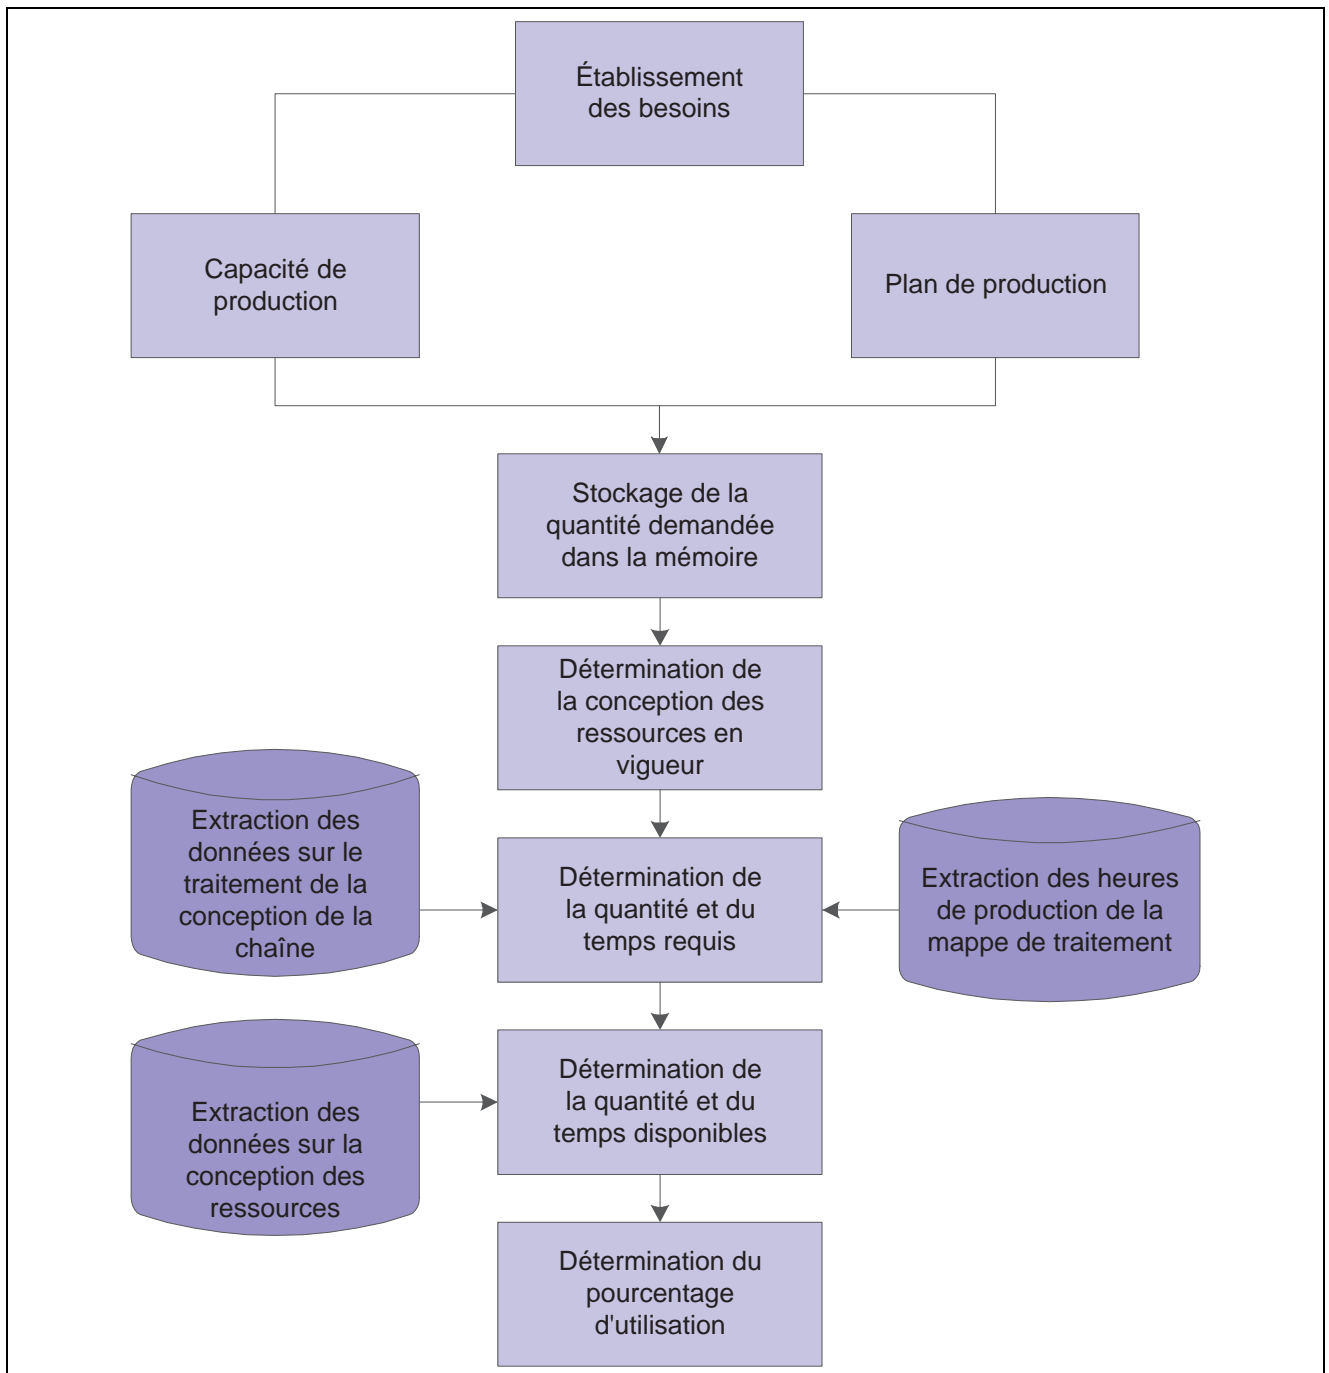 Établissement
des besoins
Capacité de
production
Plan de production
Stockage de la
quantité demandée
dans la mémoire
Détermination de
la conception des
ressources en
vigueur
Extraction des
données sur le
traitement de la
conception de la
chaîne
Détermination de
la quantité et du
temps requis
Extraction des heures
de production de la
mappe de traitement
Extraction des
données sur la
conception des
ressources
Détermination de
la quantité et du
temps disponibles
Détermination du
pourcentage
d'utilisation